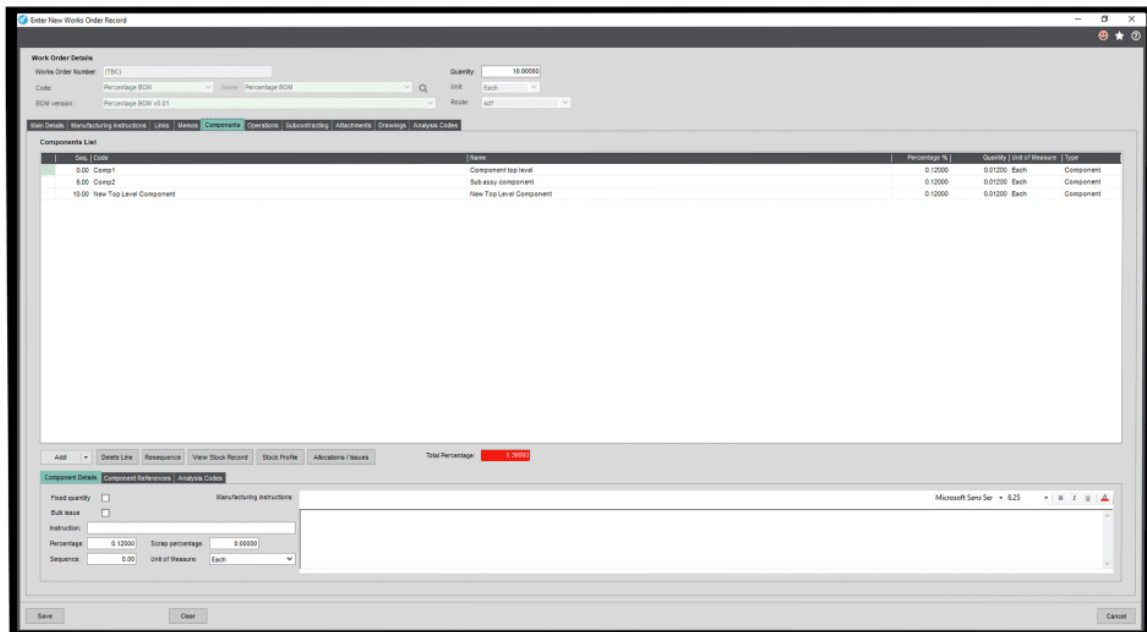 Enter New Works Order Record
Work Order Details
Works Order Number: (TBC) Quantity: 10.00000
Code: Percentage BOM Name: Percentage BOM Unit: Each
BOM version: Percentage BOM v0.01 Route: sdf
Main Details Manufacturing Instructions Links Memos Components Operations Subcontracting Attachments Drawings Analysis Codes
Components List
Seq. Code Name Percentage % Quantity Unit of Measure Type
0.00 Comp1 Component top level 0.12000 0.01200 Each Component
5.00 Comp2 Sub assy component 0.12000 0.01200 Each Component
10.00 New Top Level Component New Top Level Component 0.12000 0.01200 Each Component
Add Delete Line Resequence View Stock Record Stock Profile Allocations / Issues Total Percentage:
Component Details Component References Analysis Codes
Fixed quantity Manufacturing instructions: Microsoft Sans Ser 8.25 B I U A
Bulk issue
Instruction:
Percentage: 0.12000 Scrap percentage: 0.00000
Sequence: 0.00 Unit of Measure: Each
Save Clear Cancel